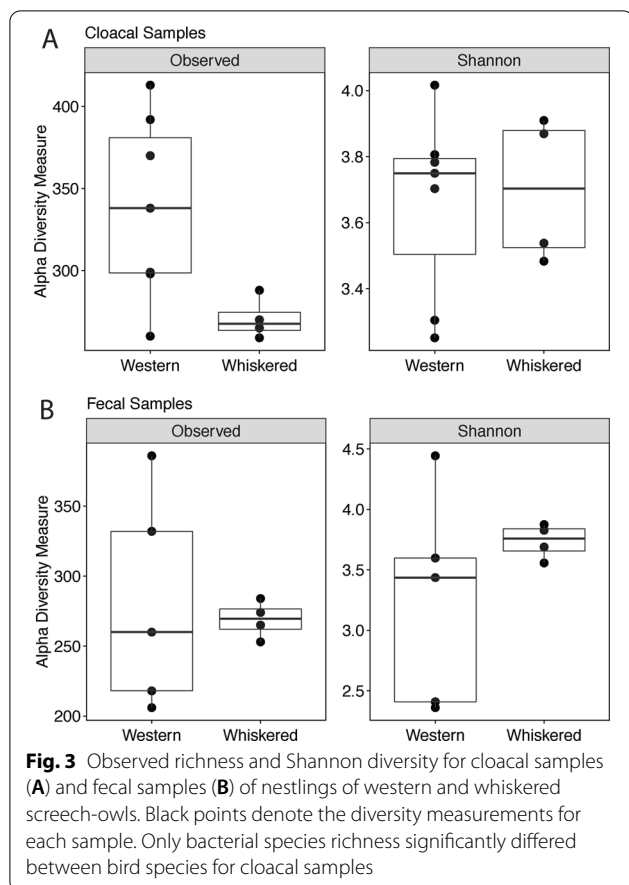 A Cloacal Samples
Observed
Shannon
Alpha Diversity Measure
400
350
300
4.0
3.8
3.6
3.4
Western Whiskered
Western Whiskered
B Fecal Samples
Observed
Shannon
Alpha Diversity Measure
350
300
250
200
4.5
4.0
3.5
3.0
2.5
Western Whiskered
Western Whiskered
Fig. 3 Observed richness and Shannon diversity for cloacal samples
(A) and fecal samples (B) of nestlings of western and whiskered
screech-owls. Black points denote the diversity measurements for
each sample. Only bacterial species richness significantly differed
between bird species for cloacal samples